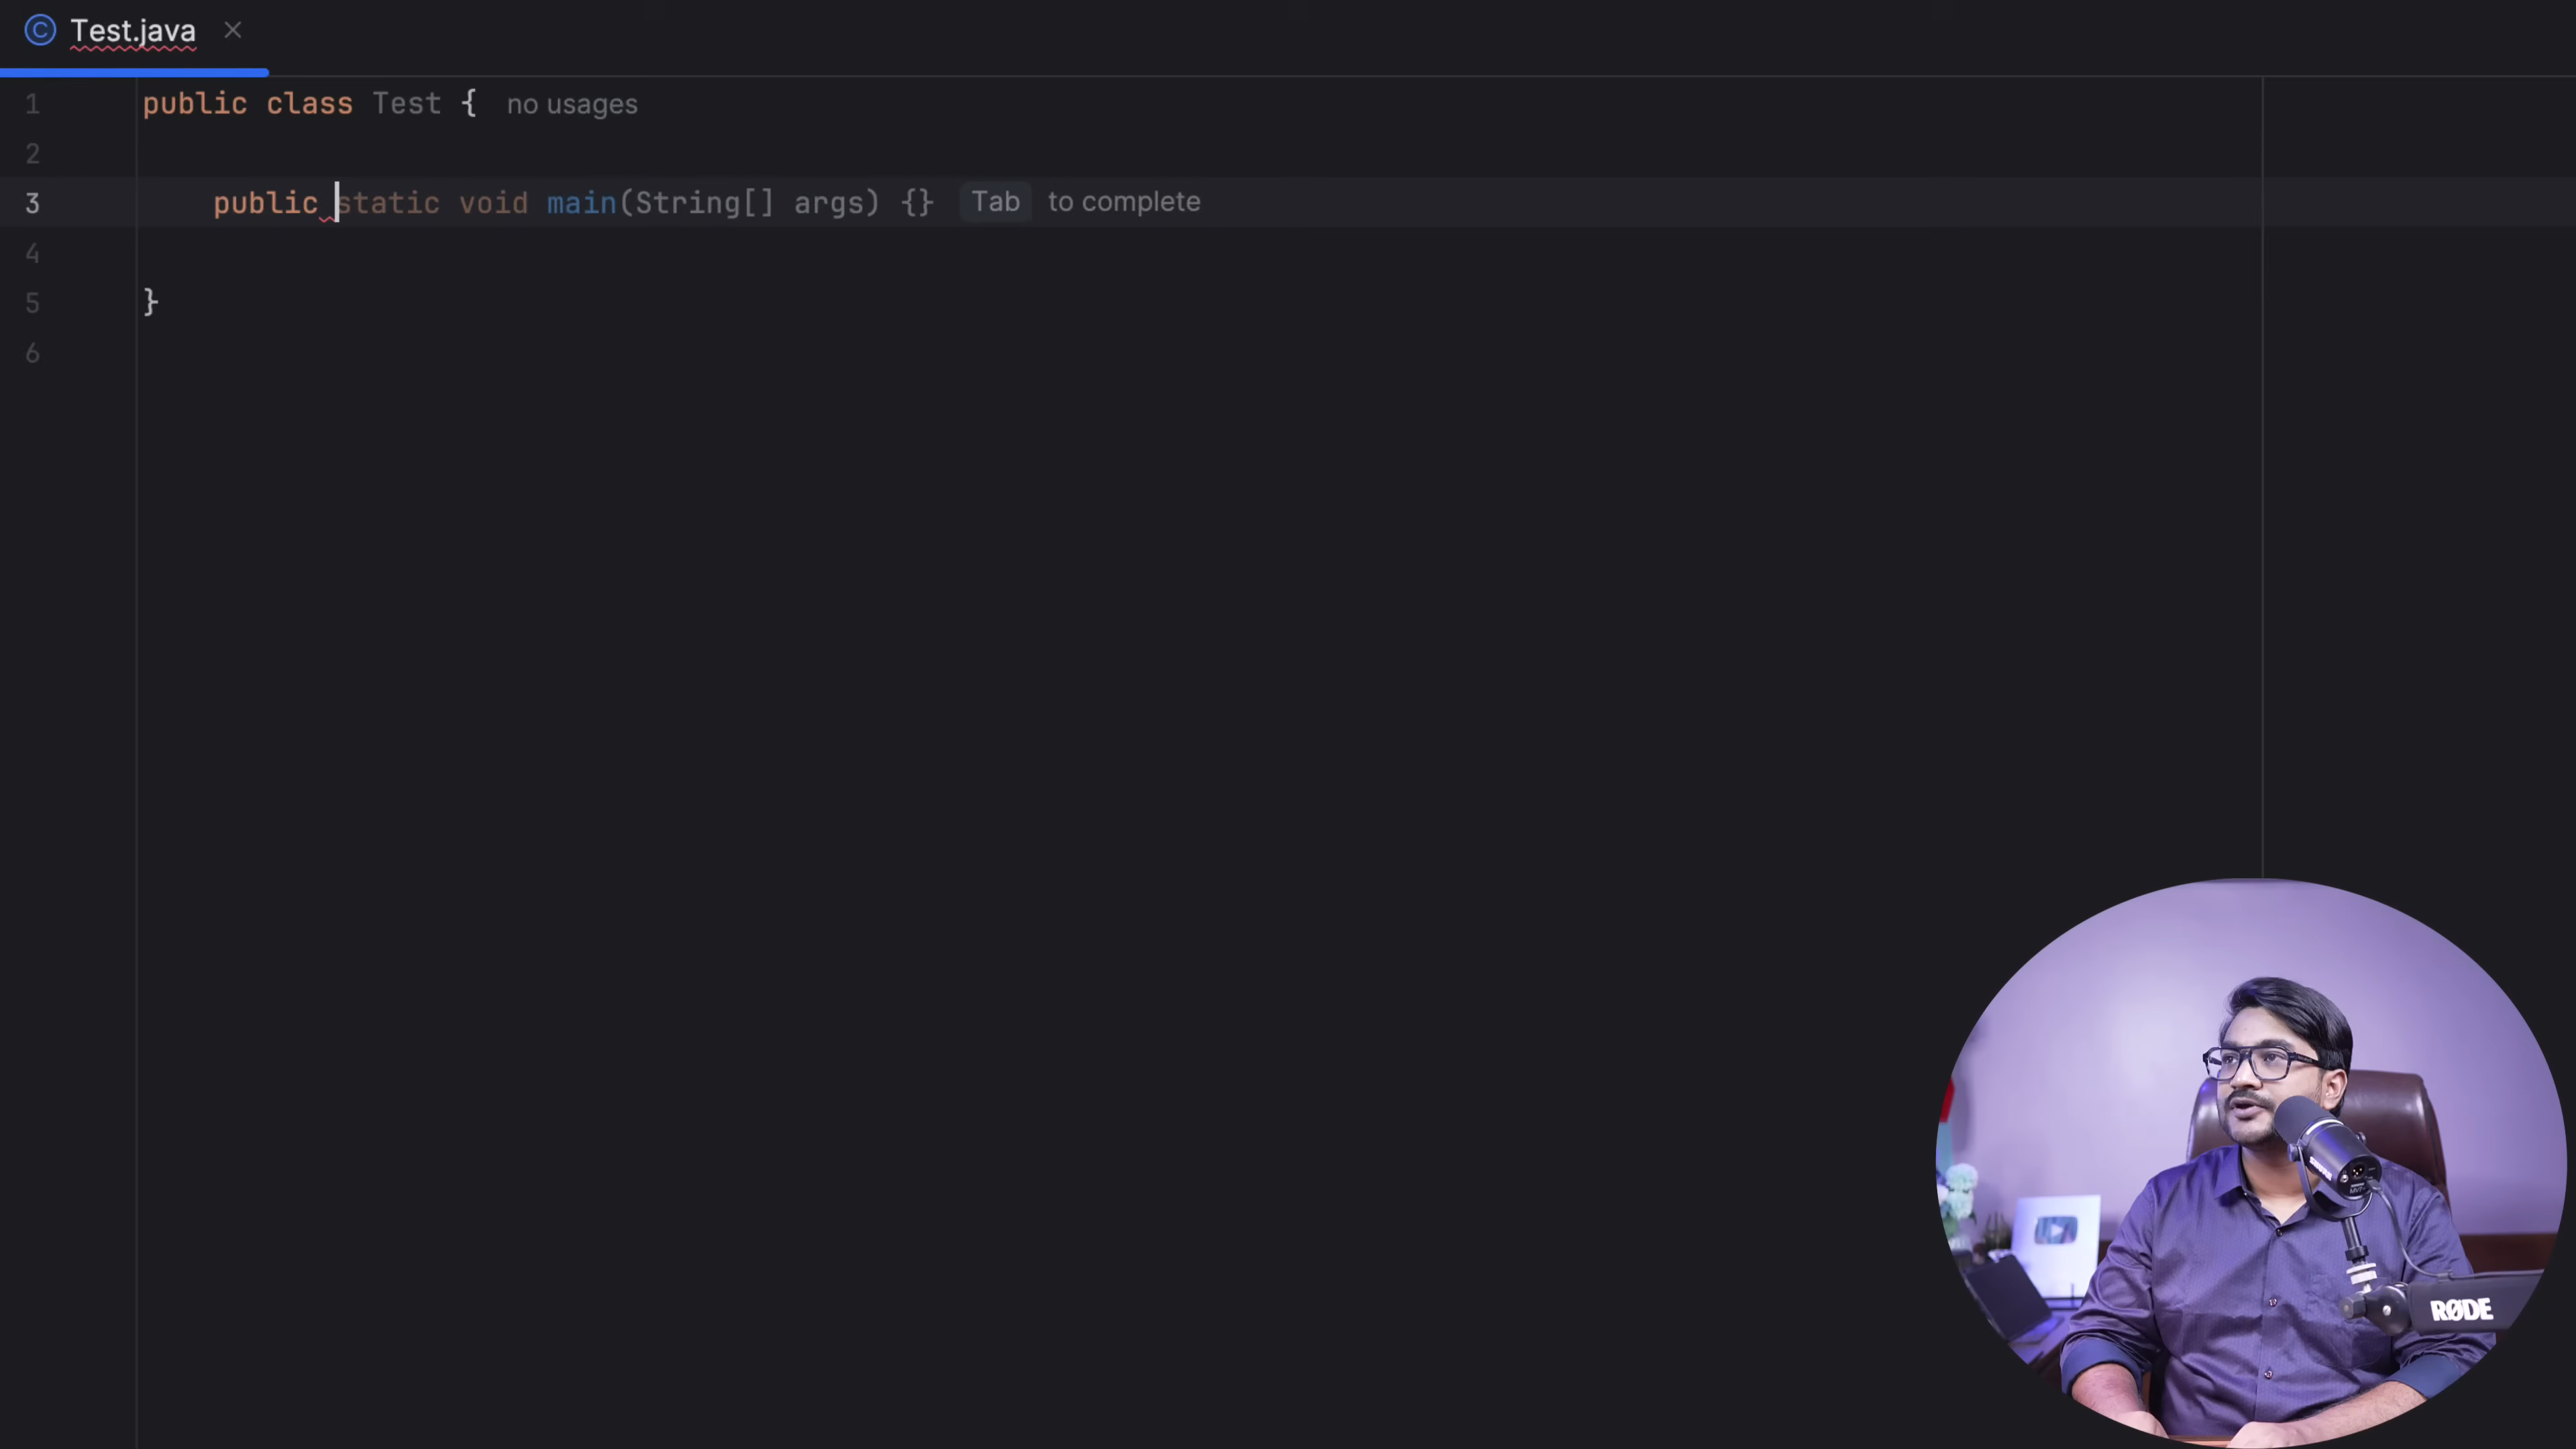 Test.java
1 public class Test { no usages
2
3 public static void main(String[] args) {} Tab to complete
4
5 }
6
RØDE